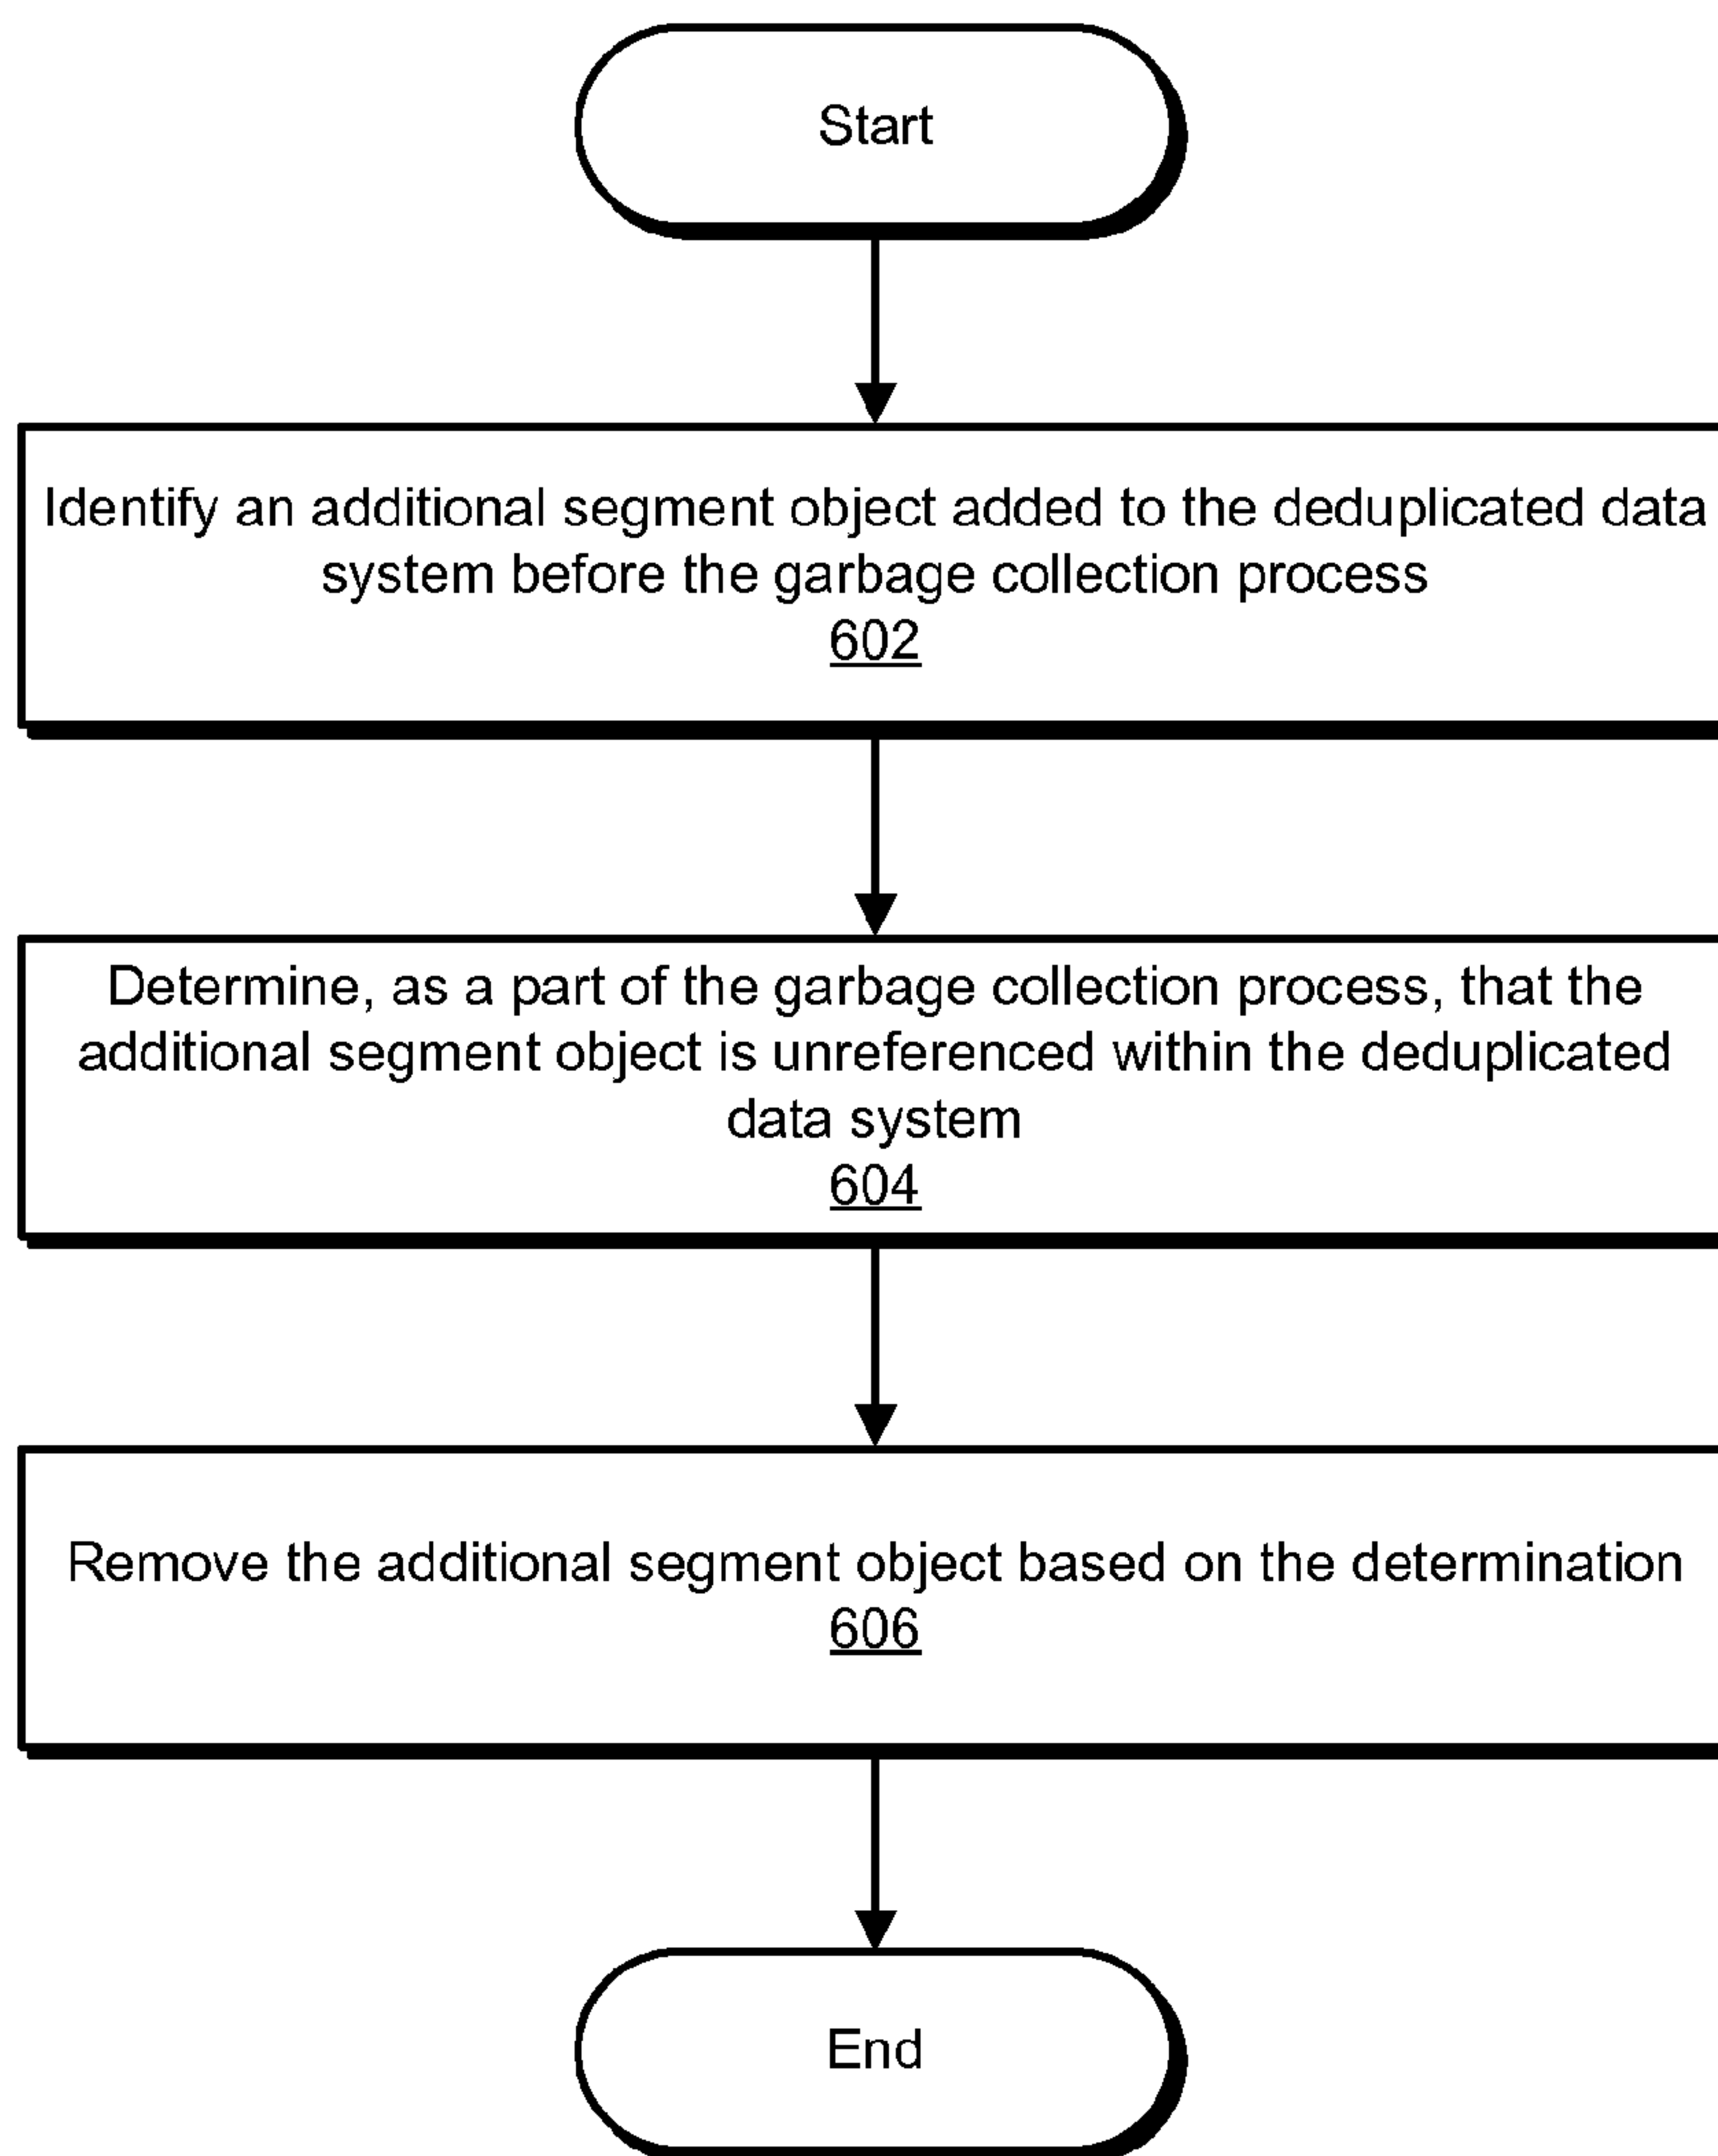 Start
Identify an additional segment object added to the deduplicated data
system before the garbage collection process
602
Determine, as a part of the garbage collection process, that the
additional segment object is unreferenced within the deduplicated
data system
604
Remove the additional segment object based on the determination
606
End